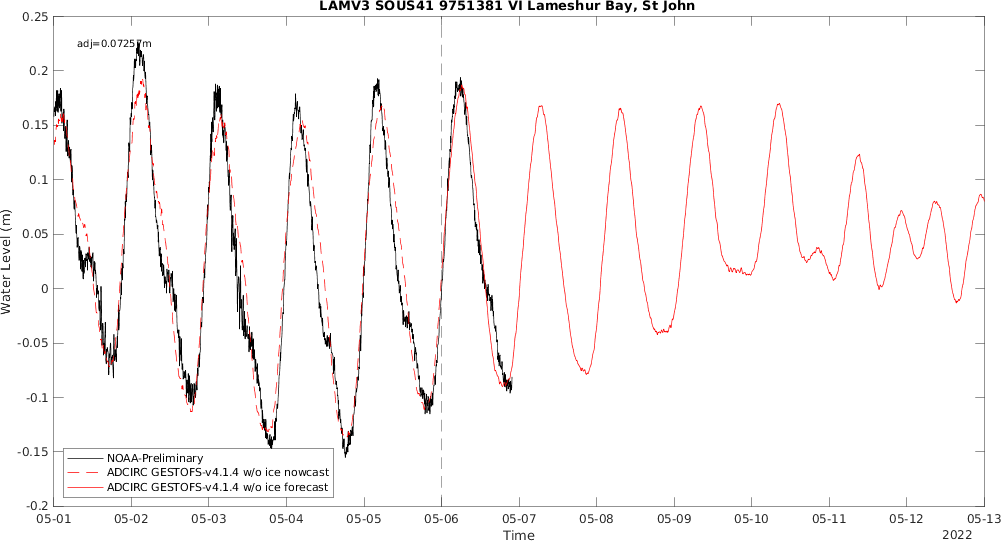 LAMV3 SOUS41 9751381 VI Lameshur Bay, St John
adj=0.07257m
0.25
0.2
0.15
0.1
0.05
0
-0.05
-0.1
-0.15
-0.2
Water Level (m)
NOAA-Preliminary
ADCIRC GESTOFS-v4.1.4 w/o ice nowcast
ADCIRC GESTOFS-v4.1.4 w/o ice forecast
05-01 05-02 05-03 05-04 05-05 05-06 05-07 05-08 05-09 05-10 05-11 05-12 05-13
Time
2022